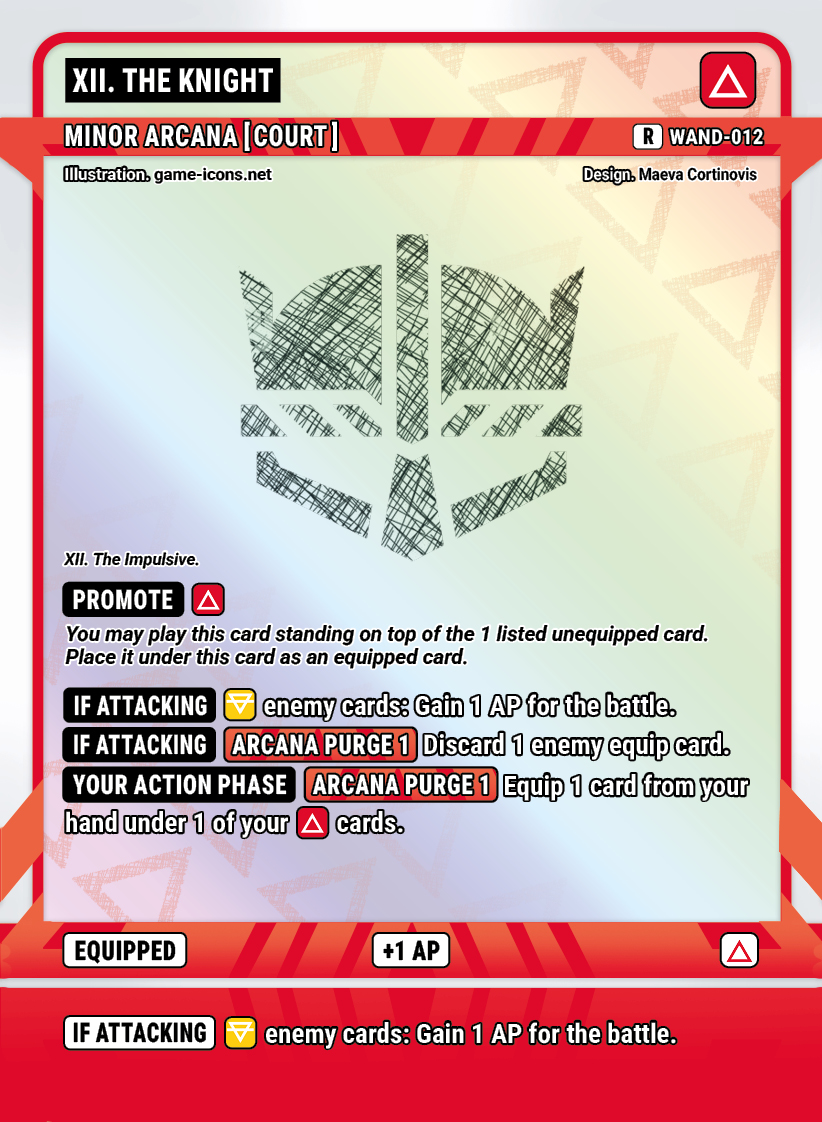 XII. THE KNIGHT
MINOR ARCANA [COURT]
R WAND-012
Illustration. game-icons.net
Design. Maeva Cortinovis
XII. The Impulsive.
PROMOTE
You may play this card standing on top of the 1 listed unequipped card.
Place it under this card as an equipped card.
IF ATTACKING enemy cards: Gain 1 AP for the battle.
IF ATTACKING ARCANA PURGE 1 Discard 1 enemy equip card.
YOUR ACTION PHASE ARCANA PURGE 1 Equip 1 card from your
hand under 1 of your cards.
EQUIPPED +1 AP
IF ATTACKING enemy cards: Gain 1 AP for the battle.